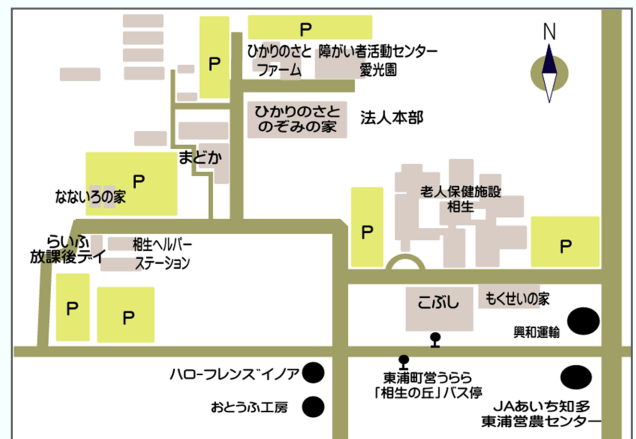 P
N
P
ひかりのさと
ファーム
障がい者活動センター
愛光園
ひかりのさと
のぞみの家
法人本部
まどか
P
なないろの家
老人保健施設
相生
P
P
らいふ
放課後デイ
相生ヘルパー
ステーション
P
P
こぶし
もくせいの家
興和運輸
ハローフレンズイノア
東浦町営うらら
「相生の丘」バス停
おとうふ工房
JAあいち知多
東浦営農センター